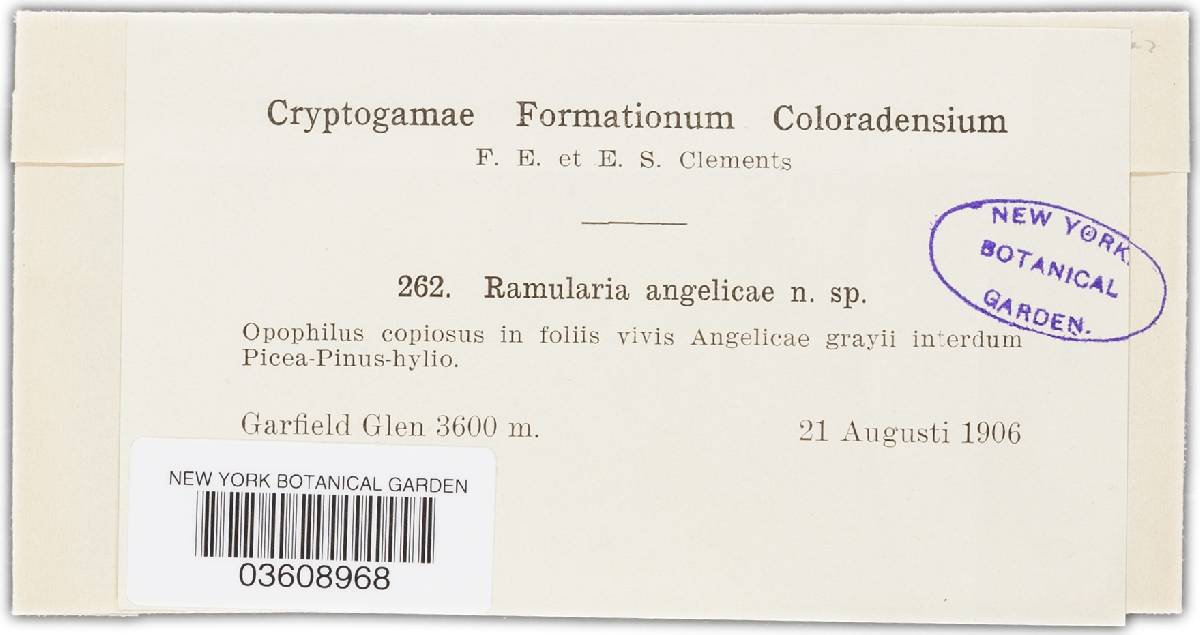 Cryptogamae Formationum Coloradensium
F. E. et E. S. Clements
262. Ramularia angelicae n. sp.
Opophilus copiosus in foliis vivis Angelicae grayii interdum
Picea-Pinus-hylio.
Garfield Glen 3600 m.
21 Augusti 1906
NEW YORK
BOTANICAL
GARDEN.
NEW YORK BOTANICAL GARDEN
03608968